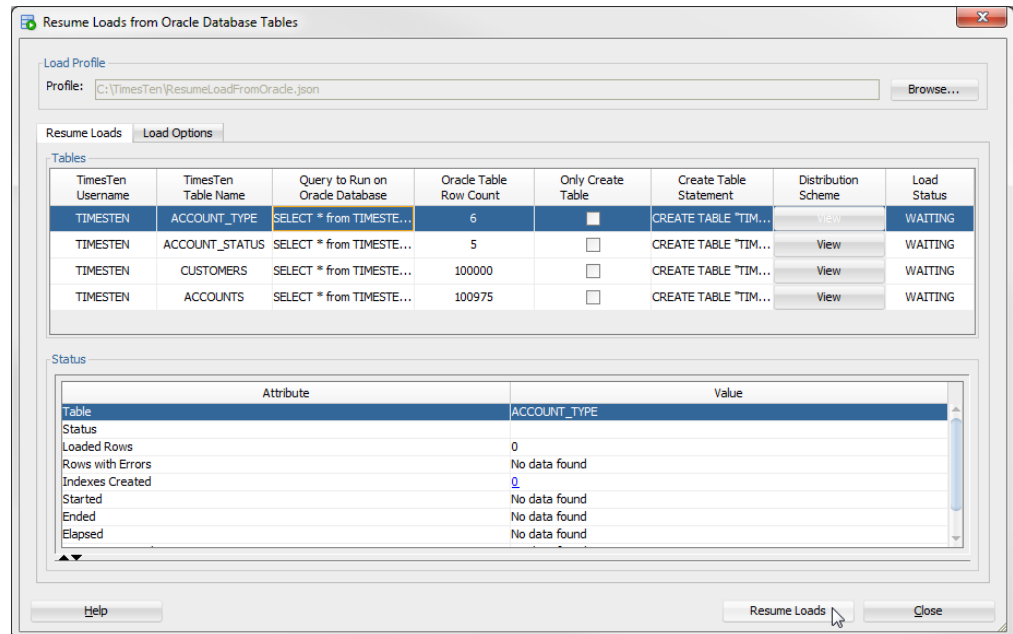 Resume Loads from Oracle Database Tables
Load Profile
Profile: C:\TimesTen\ResumeLoadFromOracle.json Browse...
Resume Loads Load Options
Tables
TimesTen Username TimesTen Table Name Query to Run on Oracle Database Oracle Table Row Count Only Create Table Create Table Statement Distribution Scheme Load Status
TIMESTEN ACCOUNT_TYPE SELECT * from TIMESTE... 6 CREATE TABLE "TIM... View WAITING
TIMESTEN ACCOUNT_STATUS SELECT * from TIMESTE... 5 CREATE TABLE "TIM... View WAITING
TIMESTEN CUSTOMERS SELECT * from TIMESTE... 100000 CREATE TABLE "TIM... View WAITING
TIMESTEN ACCOUNTS SELECT * from TIMESTE... 100975 CREATE TABLE "TIM... View WAITING
Status
Attribute Value
Table ACCOUNT_TYPE
Status
Loaded Rows 0
Rows with Errors No data found
Indexes Created 0
Started No data found
Ended No data found
Elapsed No data found
Help Resume Loads Close